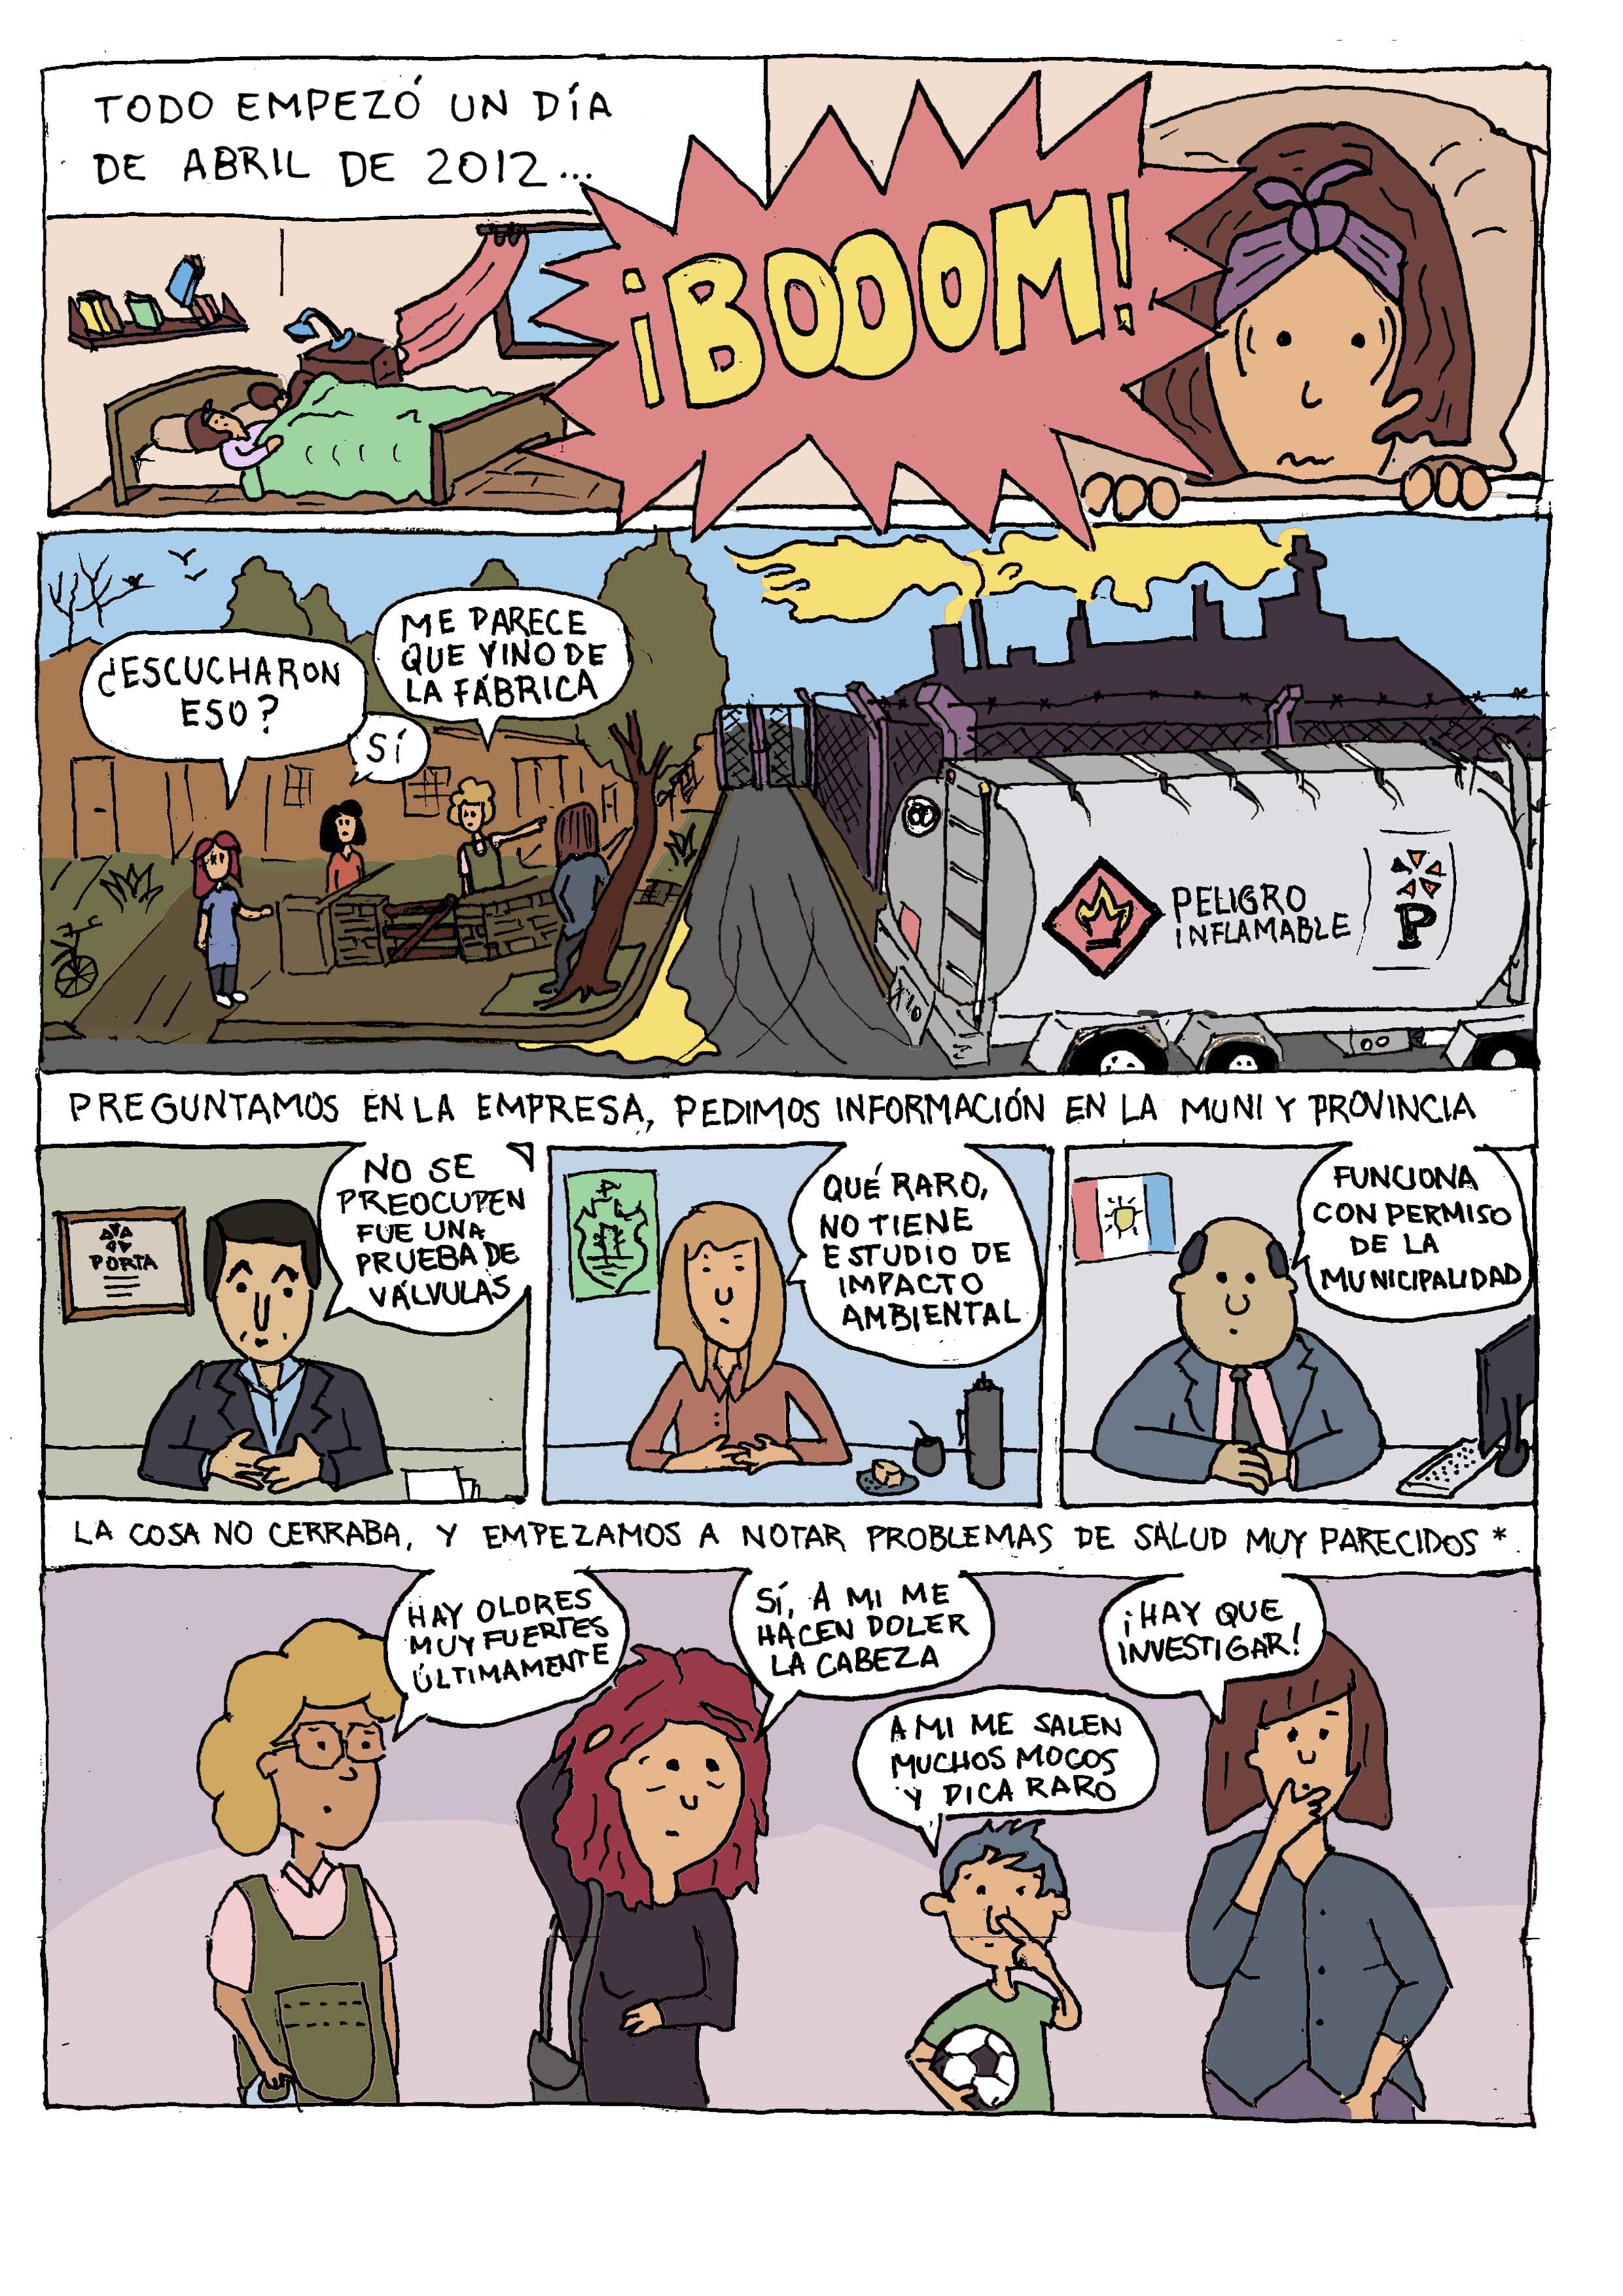 TODO EMPEZÓ UN DÍA
DE ABRIL DE 2012...
¡BOOOM!
¿ESCUCHARON
ESO?
SÍ
ME PARECE
QUE VINO DE
LA FÁBRICA
PELIGRO
INFLAMABLE
P
PREGUNTAMOS EN LA EMPRESA, PEDIMOS INFORMACIÓN EN LA MUNI Y PROVINCIA
PORTA
NO SE
PREOCUPEN
FUE UNA
PRUEBA DE
VÁLVULAS
QUÉ RARO,
NO TIENE
ESTUDIO DE
IMPACTO
AMBIENTAL
FUNCIONA
CON PERMISO
DE LA
MUNICIPALIDAD
LA COSA NO CERRABA, Y EMPEZAMOS A NOTAR PROBLEMAS DE SALUD MUY PARECIDOS *
HAY OLORES
MUY FUERTES
ÚLTIMAMENTE
SÍ, A MI ME
HACEN DOLER
LA CABEZA
A MI ME SALEN
MUCHOS MOCOS
Y PICA RARO
¡HAY QUE
INVESTIGAR!